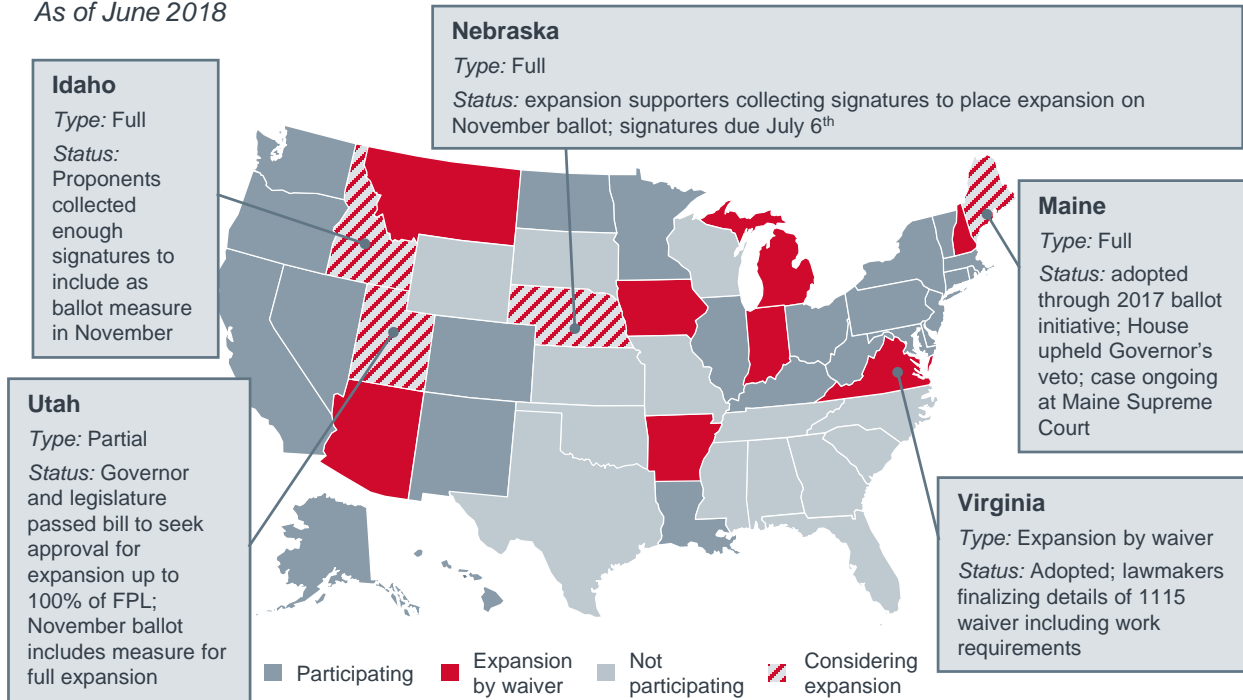 As of June 2018
Nebraska
Type: Full
Status: expansion supporters collecting signatures to place expansion on
November ballot; signatures due July 6th
Idaho
Type: Full
Status:
Proponents
collected
enough
signatures to
include as
ballot measure
in November
Maine
Type: Full
Status: adopted
through 2017 ballot
initiative; House
upheld Governor’s
veto; case ongoing
at Maine Supreme
Court
Utah
Type: Partial
Status: Governor
and legislature
passed bill to seek
approval for
expansion up to
100% of FPL;
November ballot
includes measure for
full expansion
Virginia
Type: Expansion by waiver
Status: Adopted; lawmakers
finalizing details of 1115
waiver including work
requirements
Participating
Expansion
by waiver
Not
participating
Considering
expansion